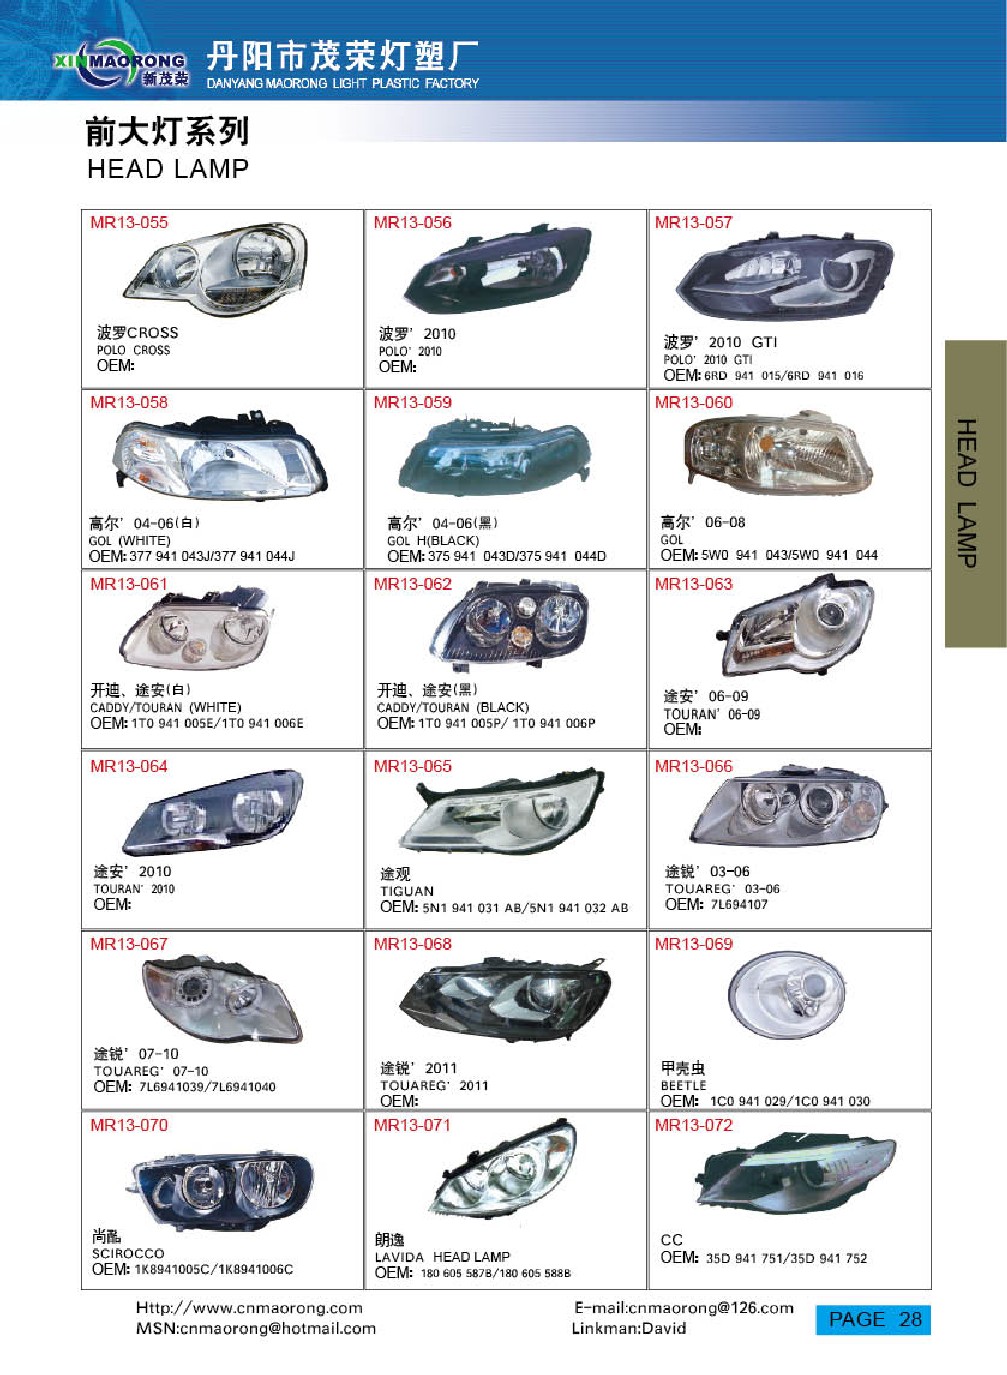 XINMAORONG
新茂荣
丹阳市茂荣灯塑厂
DANYANG MAORONG LIGHT PLASTIC FACTORY
前大灯系列
HEAD LAMP
MR13-055
波罗CROSS
POLO CROSS
OEM:
MR13-056
波罗’ 2010
POLO’ 2010
OEM:
MR13-057
波罗’ 2010 GTI
POLO’ 2010 GTI
OEM: 6RD 941 015/6RD 941 016
MR13-058
高尔’ 04-06(白)
GOL (WHITE)
OEM: 377 941 043J/377 941 044J
MR13-059
高尔’ 04-06(黑)
GOL H(BLACK)
OEM: 375 941 043D/375 941 044D
MR13-060
高尔’ 06-08
GOL
OEM: 5W0 941 043/5W0 941 044
MR13-061
开迪、途安(白)
CADDY/TOURAN (WHITE)
OEM: 1T0 941 005E/1T0 941 006E
MR13-062
开迪、途安(黑)
CADDY/TOURAN (BLACK)
OEM: 1T0 941 005P/ 1T0 941 006P
MR13-063
途安’ 06-09
TOURAN’ 06-09
OEM:
MR13-064
途安’ 2010
TOURAN’ 2010
OEM:
MR13-065
途观
TIGUAN
OEM: 5N1 941 031 AB/5N1 941 032 AB
MR13-066
途锐’ 03-06
TOUAREG’ 03-06
OEM: 7L694107
MR13-067
途锐’ 07-10
TOUAREG’ 07-10
OEM: 7L6941039/7L6941040
MR13-068
途锐’ 2011
TOUAREG’ 2011
OEM:
MR13-069
甲壳虫
BEETLE
OEM: 1C0 941 029/1C0 941 030
MR13-070
尚酷
SCIROCCO
OEM: 1K8941005C/1K8941006C
MR13-071
朗逸
LAVIDA HEAD LAMP
OEM: 180 605 587B/180 605 588B
MR13-072
CC
OEM: 35D 941 751/35D 941 752
HEAD LAMP
Http://www.cnmaorong.com
MSN:cnmaorong@hotmail.com
E-mail:cnmaorong@126.com
Linkman:David
PAGE 28